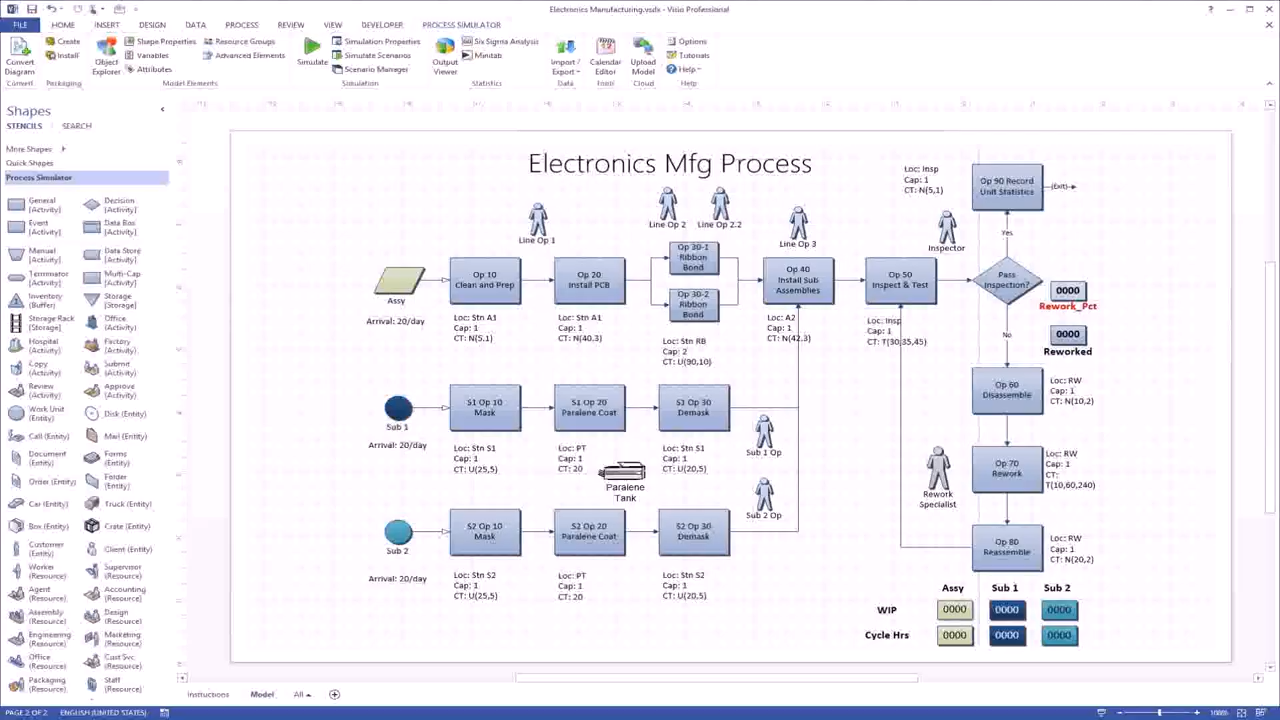 Electronics Manufacturing.vsdx - Visio Professional
FILE HOME INSERT DESIGN DATA PROCESS REVIEW VIEW DEVELOPER PROCESS SIMULATOR
Convert Diagram
Create
Install
Object Explorer
Shape Properties
Variables
Attributes
Resource Groups
Advanced Elements
Simulate
Simulation Properties
Simulate Scenarios
Scenario Manager
Output Viewer
Six Sigma Analysis
Minitab
Import / Export
Calendar Editor
Upload Model
Options
Tutorials
Help
Convert Packaging Model Elements Simulation Statistics Data Tools Cloud Help
Shapes
STENCILS SEARCH
More Shapes
Quick Shapes
Process Simulator
General (Activity)
Decision (Activity)
Event (Activity)
Data Box (Activity)
Manual (Activity)
Data Store (Activity)
Terminator (Activity)
Multi-Cap (Activity)
Inventory (Buffer)
Storage (Storage)
Storage Rack (Storage)
Office (Activity)
Hospital (Activity)
Factory (Activity)
Copy (Activity)
Submit (Activity)
Review (Activity)
Approve (Activity)
Work Unit (Entity)
Disk (Entity)
Call (Entity)
Mail (Entity)
Document (Entity)
Forms (Entity)
Order (Entity)
Folder (Entity)
Car (Entity)
Truck (Entity)
Box (Entity)
Crate (Entity)
Customer (Entity)
Client (Entity)
Worker (Resource)
Supervisor (Resource)
Agent (Resource)
Accounting (Resource)
Assembly (Resource)
Design (Resource)
Engineering (Resource)
Marketing (Resource)
Office (Resource)
Cust Svc (Resource)
Packaging (Resource)
Staff (Resource)
Electronics Mfg Process
Loc: Insp
Cap: 1
CT: N(5,1)
Op 90 Record
Unit Statistics
(Exit)
Line Op 1
Line Op 2
Line Op 2.2
Line Op 3
Inspector
Yes
Assy
Arrival: 20/day
Op 10
Clean and Prep
Op 20
Install PCB
Op 30-1
Ribbon
Bond
Op 30-2
Ribbon
Bond
Op 40
Install Sub
Assemblies
Op 50
Inspect & Test
Pass
Inspection?
0000
Rework_Pct
0000
Reworked
No
Loc: Stn A1
Cap: 1
CT: N(5,1)
Loc: Stn A1
Cap: 1
CT: N(40,3)
Loc: Stn RB
Cap: 2
CT: U(90,10)
Loc: A2
Cap: 1
CT: N(42,3)
Loc: Insp
Cap: 1
CT: T(30,35,45)
Sub 1
Arrival: 20/day
S1 Op 10
Mask
S1 Op 20
Paralene Coat
S1 Op 30
Demask
Sub 1 Op
Op 60
Disassemble
Loc: RW
Cap: 1
CT: N(10,2)
Loc: Stn S1
Cap: 1
CT: U(25,5)
Loc: PT
Cap: 1
CT: 20
Loc: Stn S1
Cap: 1
CT: U(20,5)
Paralene
Tank
Sub 2 Op
Rework
Specialist
Op 70
Rework
Loc: RW
Cap: 1
CT:
T(10,60,240)
Sub 2
Arrival: 20/day
S2 Op 10
Mask
S2 Op 20
Paralene Coat
S2 Op 30
Demask
Op 80
Reassemble
Loc: RW
Cap: 1
CT: N(20,2)
Loc: Stn S2
Cap: 1
CT: U(25,5)
Loc: PT
Cap: 1
CT: 20
Loc: Stn S2
Cap: 1
CT: U(20,5)
Assy Sub 1 Sub 2
WIP 0000 0000 0000
Cycle Hrs 0000 0000 0000
Instructions Model All
PAGE 2 OF 2 ENGLISH (UNITED STATES) 100%